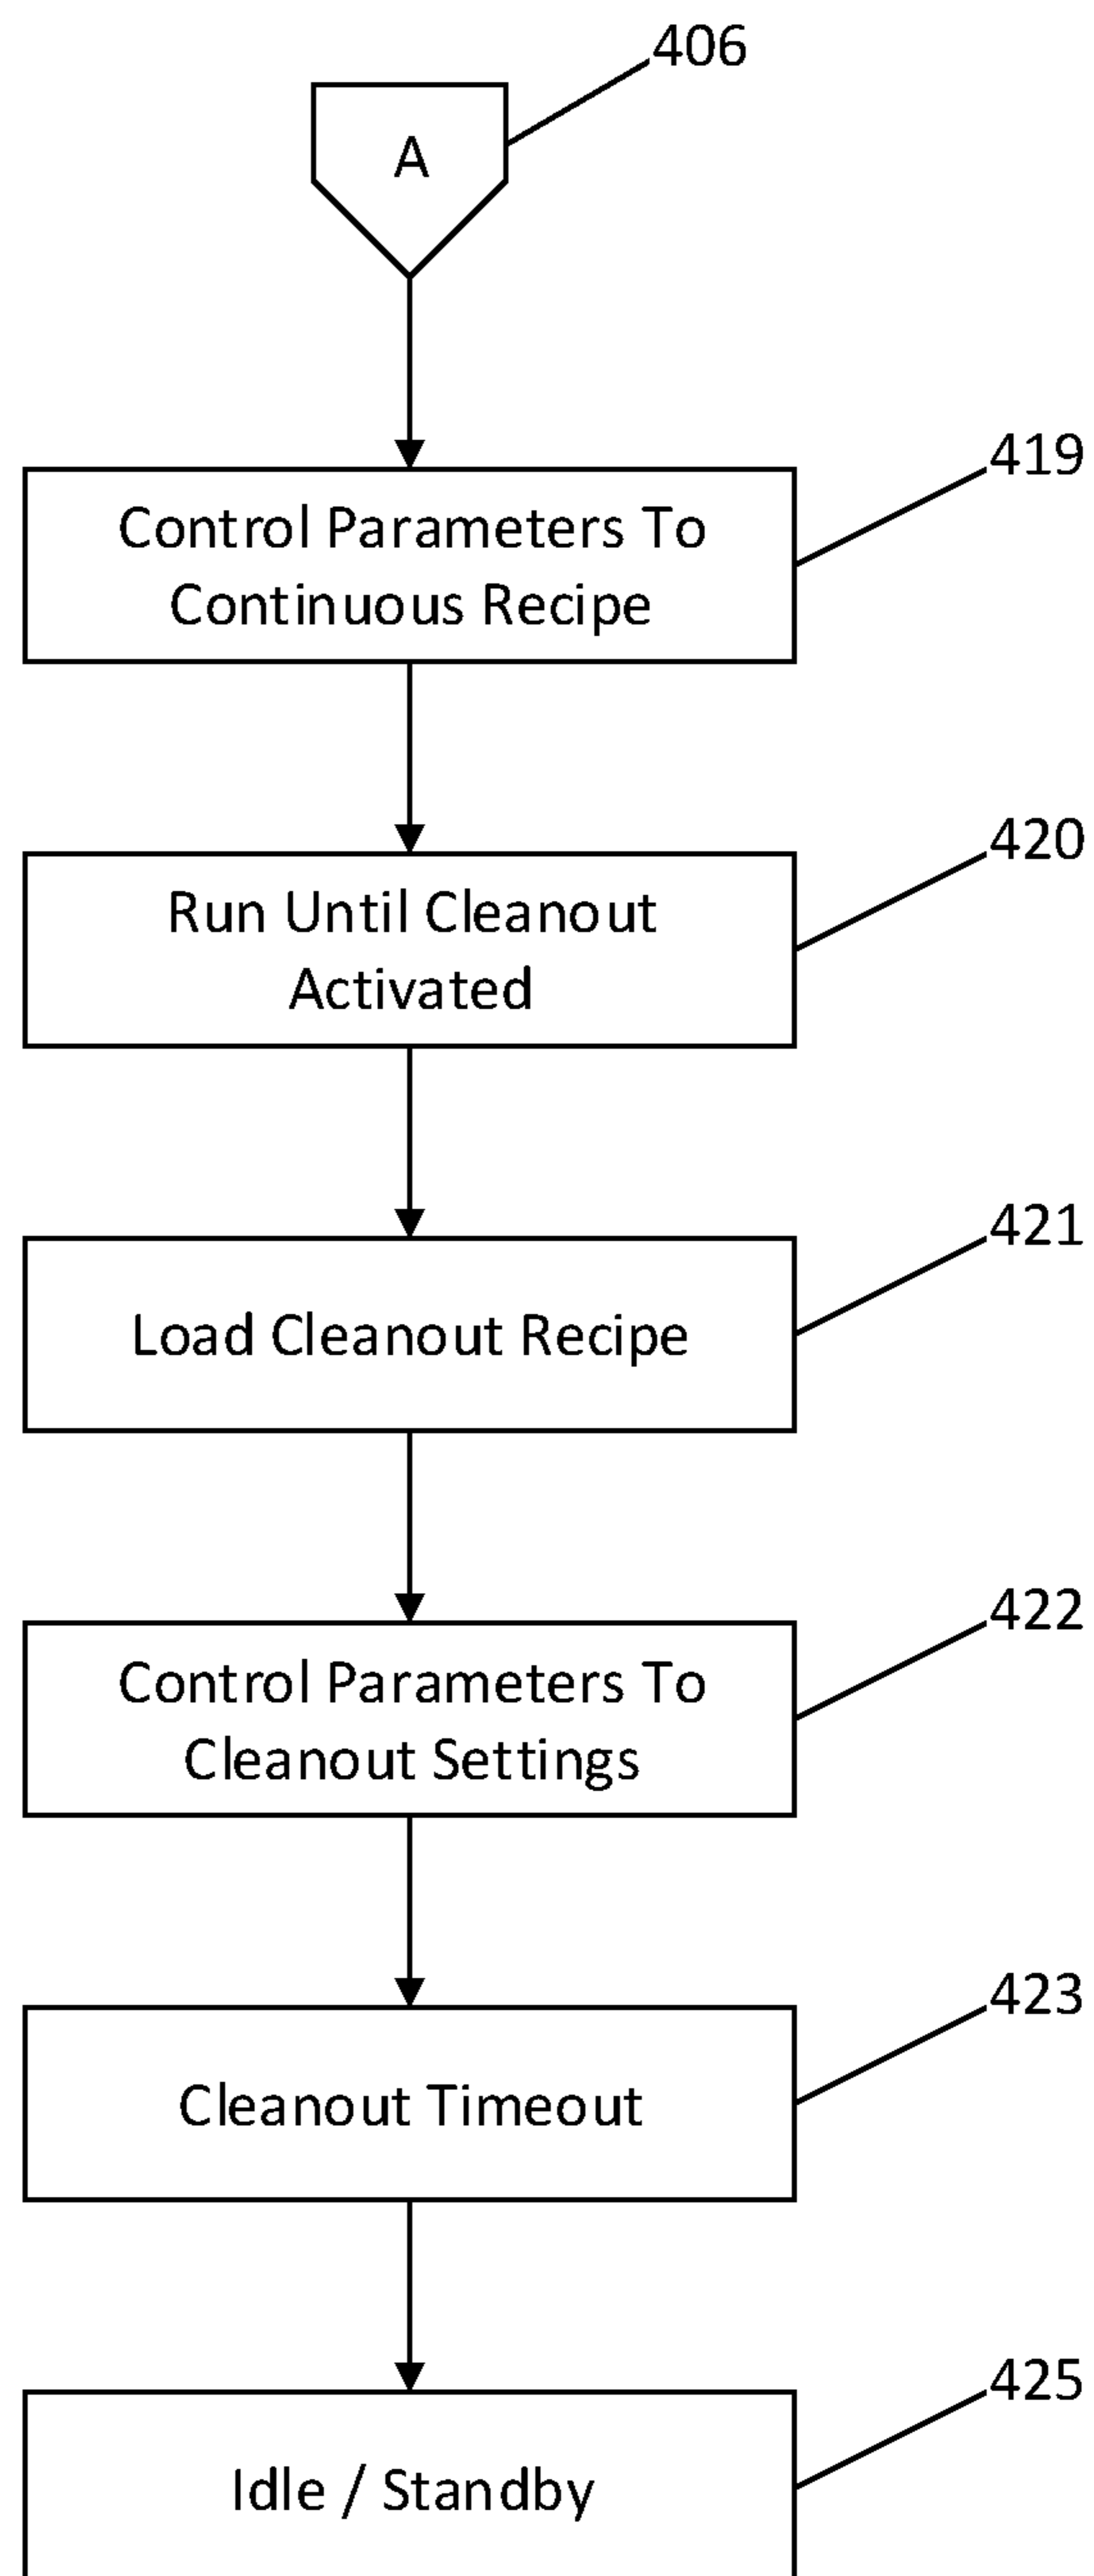 406
A
419
Control Parameters To
Continuous Recipe
420
Run Until Cleanout
Activated
421
Load Cleanout Recipe
422
Control Parameters To
Cleanout Settings
423
Cleanout Timeout
425
Idle / Standby